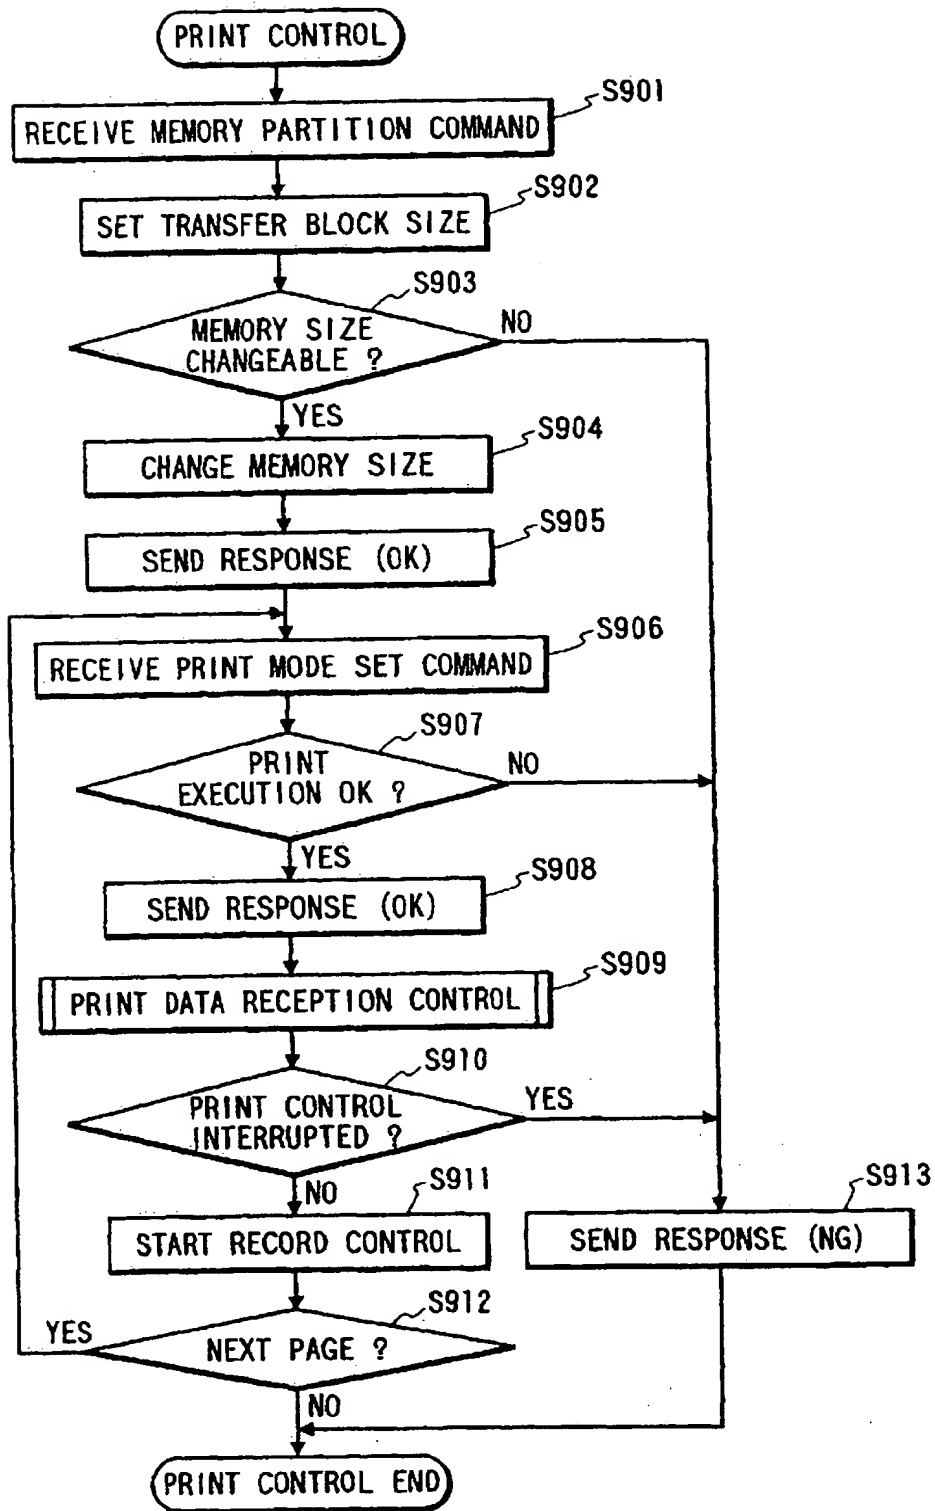 PRINT CONTROL
S901
RECEIVE MEMORY PARTITION COMMAND
S902
SET TRANSFER BLOCK SIZE
S903
MEMORY SIZE
CHANGEABLE ?
NO
YES
S904
CHANGE MEMORY SIZE
S905
SEND RESPONSE (OK)
S906
RECEIVE PRINT MODE SET COMMAND
S907
PRINT
EXECUTION OK ?
NO
YES
S908
SEND RESPONSE (OK)
S909
PRINT DATA RECEPTION CONTROL
S910
PRINT CONTROL
INTERRUPTED ?
YES
NO
S911
START RECORD CONTROL
S913
SEND RESPONSE (NG)
S912
NEXT PAGE ?
YES
NO
PRINT CONTROL END